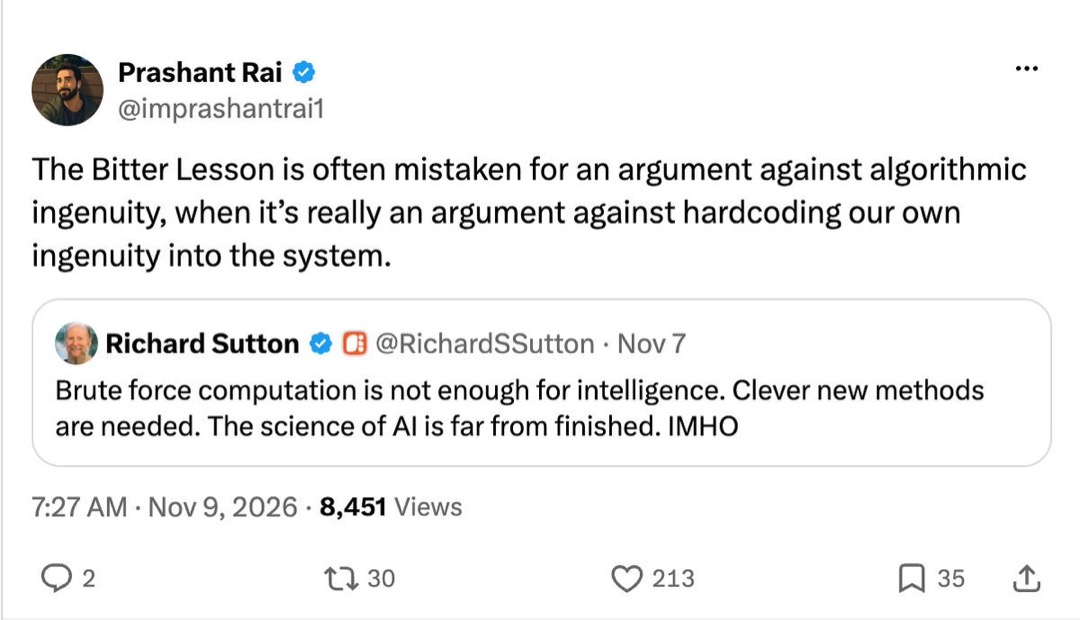 Prashant Rai
@imprashantrai1
The Bitter Lesson is often mistaken for an argument against algorithmic
ingenuity, when it’s really an argument against hardcoding our own
ingenuity into the system.
Richard Sutton @RichardSSutton · Nov 7
Brute force computation is not enough for intelligence. Clever new methods
are needed. The science of AI is far from finished. IMHO
7:27 AM · Nov 9, 2026 · 8,451 Views
2 30 213 35